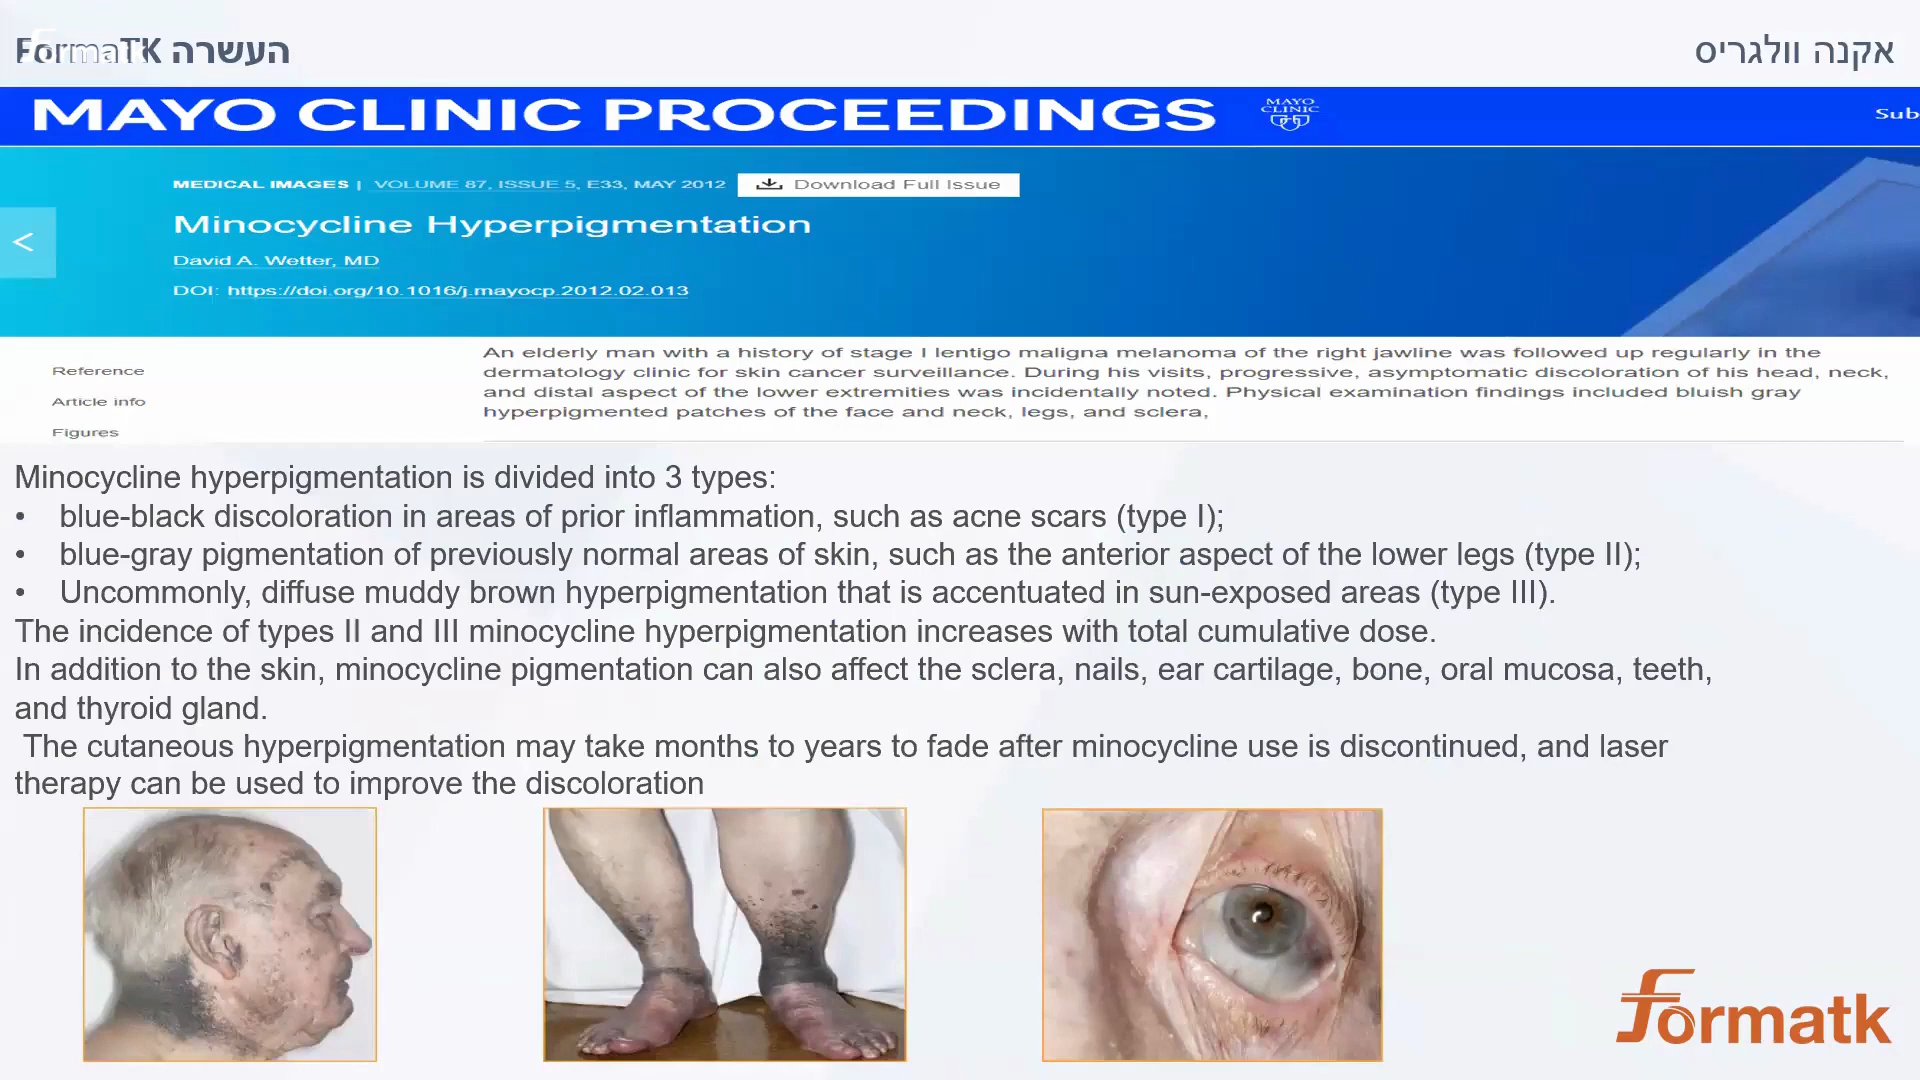 FormaTK העשרה
Formatk
אקנה וולגריס
MAYO CLINIC PROCEEDINGS
MAYO
CLINIC
Sub
MEDICAL IMAGES | VOLUME 87, ISSUE 5, E33, MAY 2012
Download Full Issue
Minocycline Hyperpigmentation
<
David A. Wetter, MD
DOI: https://doi.org/10.1016/j.mayocp.2012.02.013
Reference
Article info
Figures
An elderly man with a history of stage I lentigo maligna melanoma of the right jawline was followed up regularly in the
dermatology clinic for skin cancer surveillance. During his visits, progressive, asymptomatic discoloration of his head, neck,
and distal aspect of the lower extremities was incidentally noted. Physical examination findings included bluish gray
hyperpigmented patches of the face and neck, legs, and sclera,
Minocycline hyperpigmentation is divided into 3 types:
• blue-black discoloration in areas of prior inflammation, such as acne scars (type I);
• blue-gray pigmentation of previously normal areas of skin, such as the anterior aspect of the lower legs (type II);
• Uncommonly, diffuse muddy brown hyperpigmentation that is accentuated in sun-exposed areas (type III).
The incidence of types II and III minocycline hyperpigmentation increases with total cumulative dose.
In addition to the skin, minocycline pigmentation can also affect the sclera, nails, ear cartilage, bone, oral mucosa, teeth,
and thyroid gland.
The cutaneous hyperpigmentation may take months to years to fade after minocycline use is discontinued, and laser
therapy can be used to improve the discoloration
formatk